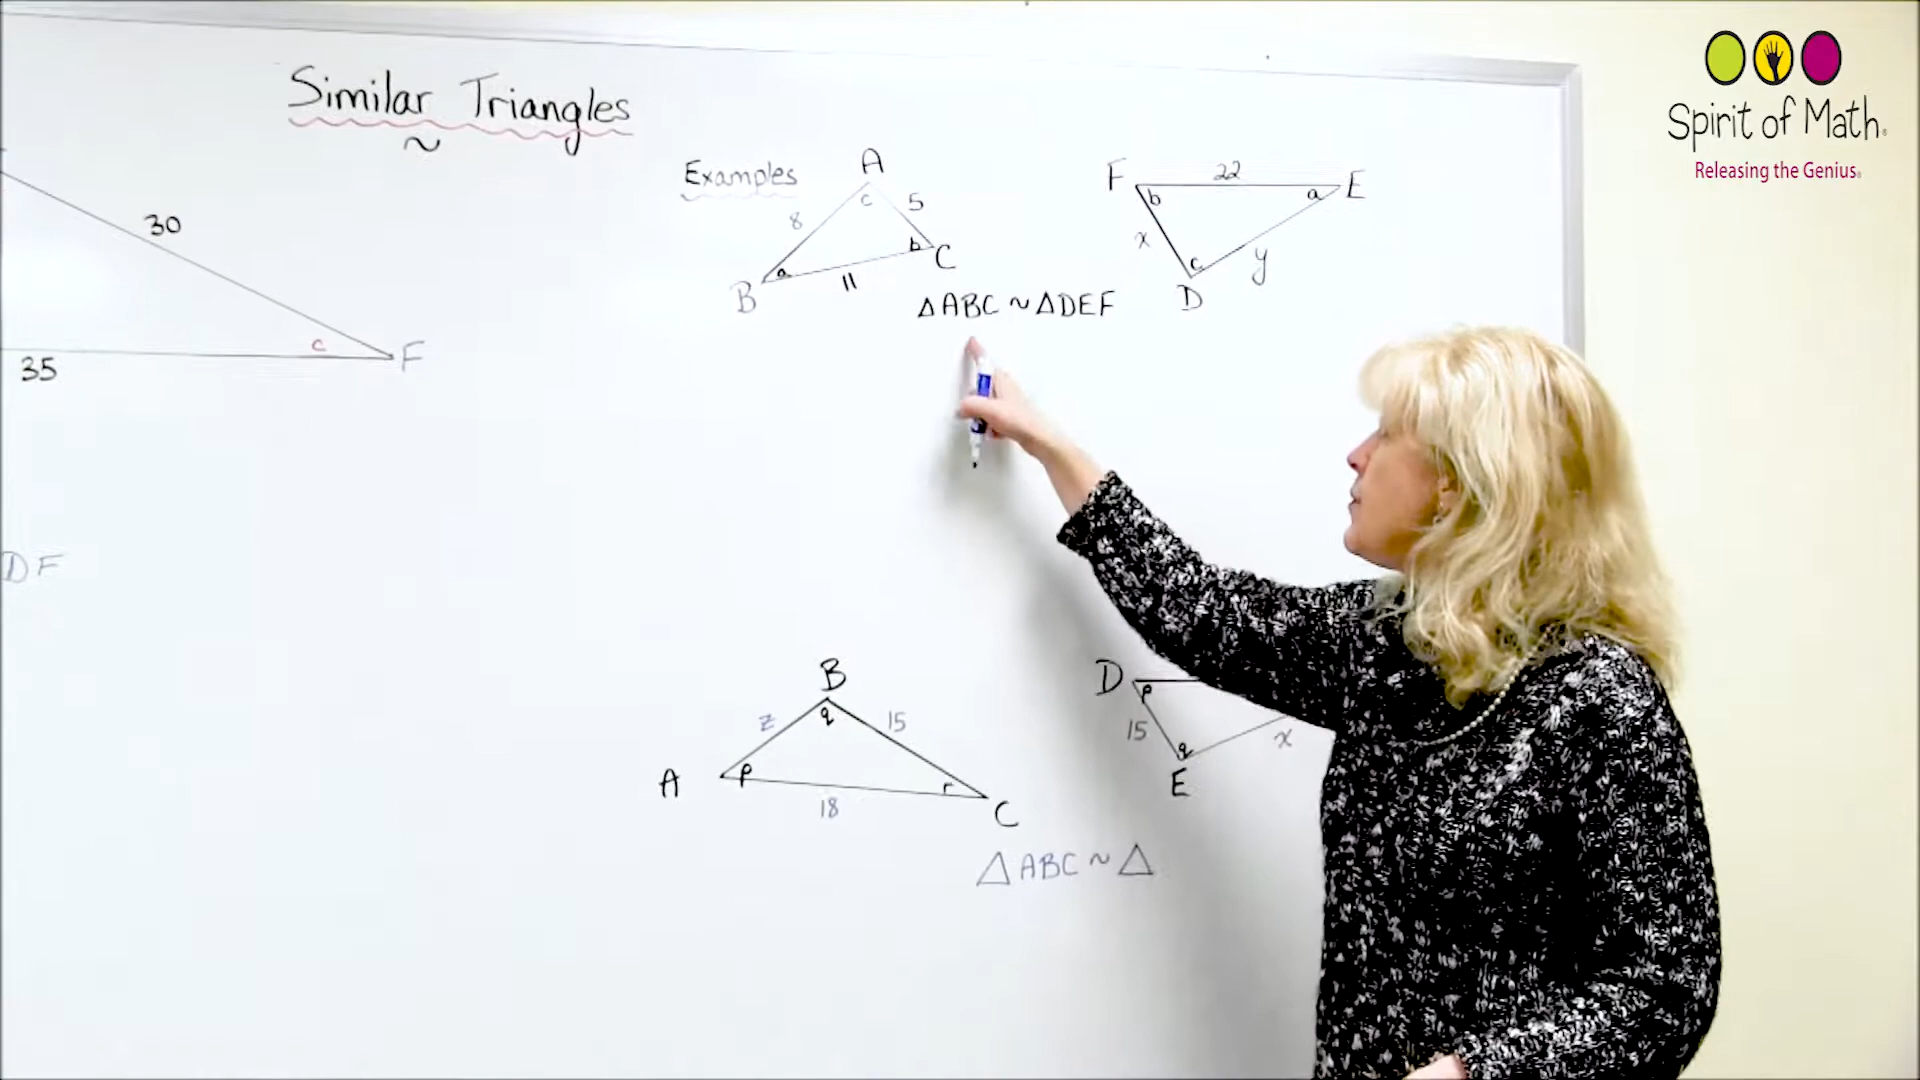 Similar Triangles
~
Spirit of Math
Releasing the Genius
Examples
A
c
8
5
b
C
a
B
11
F
22
E
b
a
x
y
c
D
△ABC ~ △DEF
30
c
F
35
DF
B
q
z
15
A
p
r
18
C
△ABC ~ △
D
p
15
q
x
E